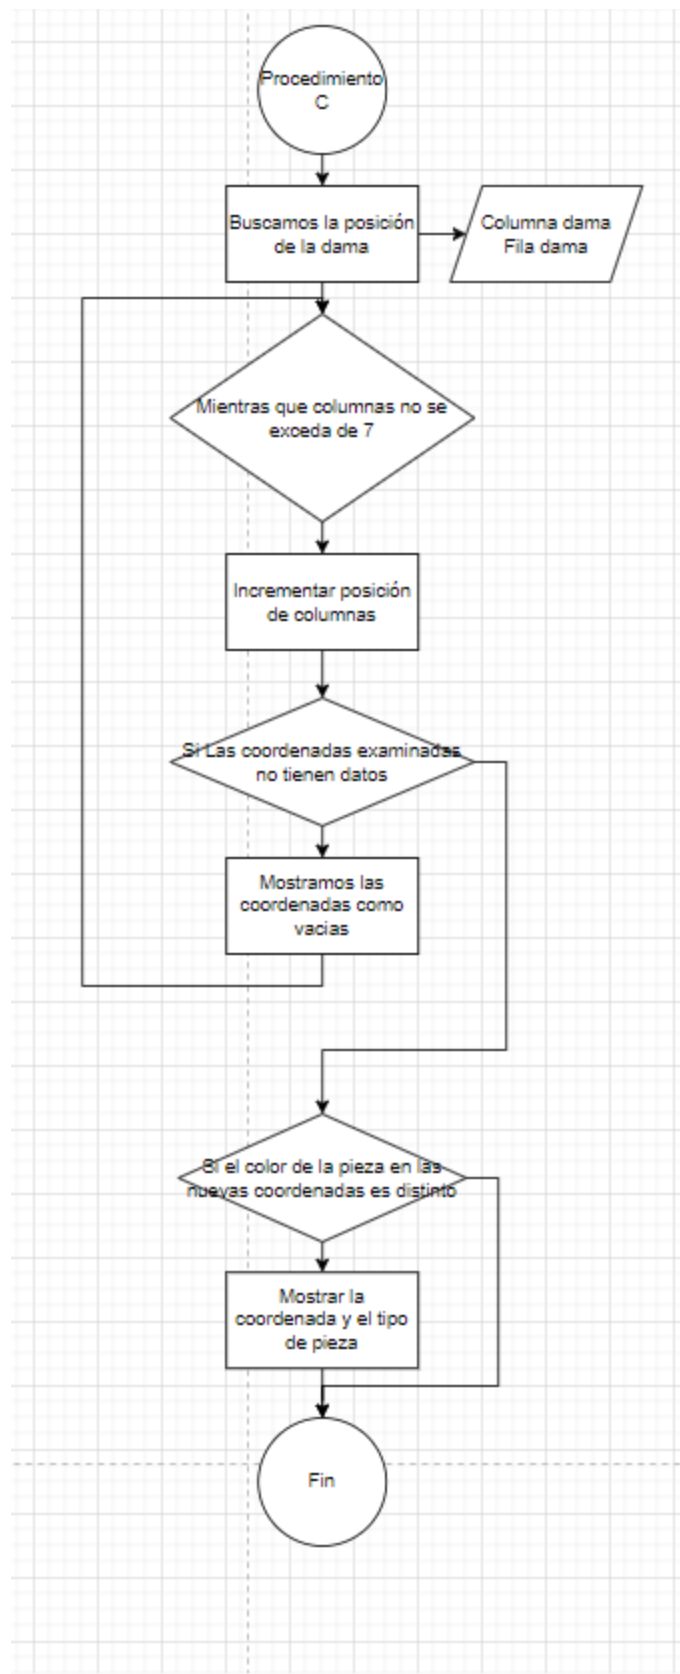 Procedimiento
C
Buscamos la posición
de la dama
Columna dama
Fila dama
Mientras que columnas no se
exceda de 7
Incrementar posición
de columnas
Si Las coordenadas examinadas
no tienen datos
Mostramos las
coordenadas como
vacias
Si el color de la pieza en las
nuevas coordenadas es distinto
Mostrar la
coordenada y el tipo
de pieza
Fin